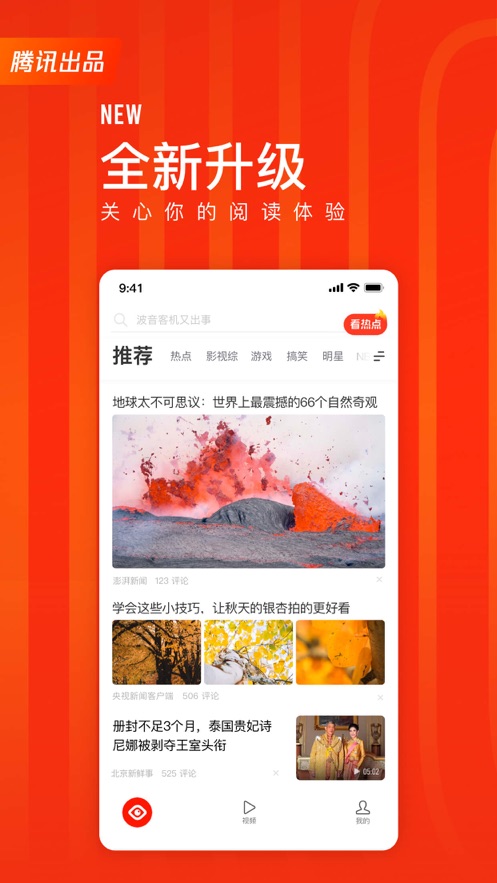 腾讯出品
NEW
全新升级
关心你的阅读体验
9:41
波音客机又出事
看热点
推荐 热点 影视综 游戏 搞笑 明星
地球太不可思议：世界上最震撼的66个自然奇观
澎湃新闻 123 评论
学会这些小技巧，让秋天的银杏拍的更好看
央视新闻客户端 506 评论
册封不足3个月，泰国贵妃诗
尼娜被剥夺王室头衔
05:02
北京新鲜事 525 评论
视频
我的